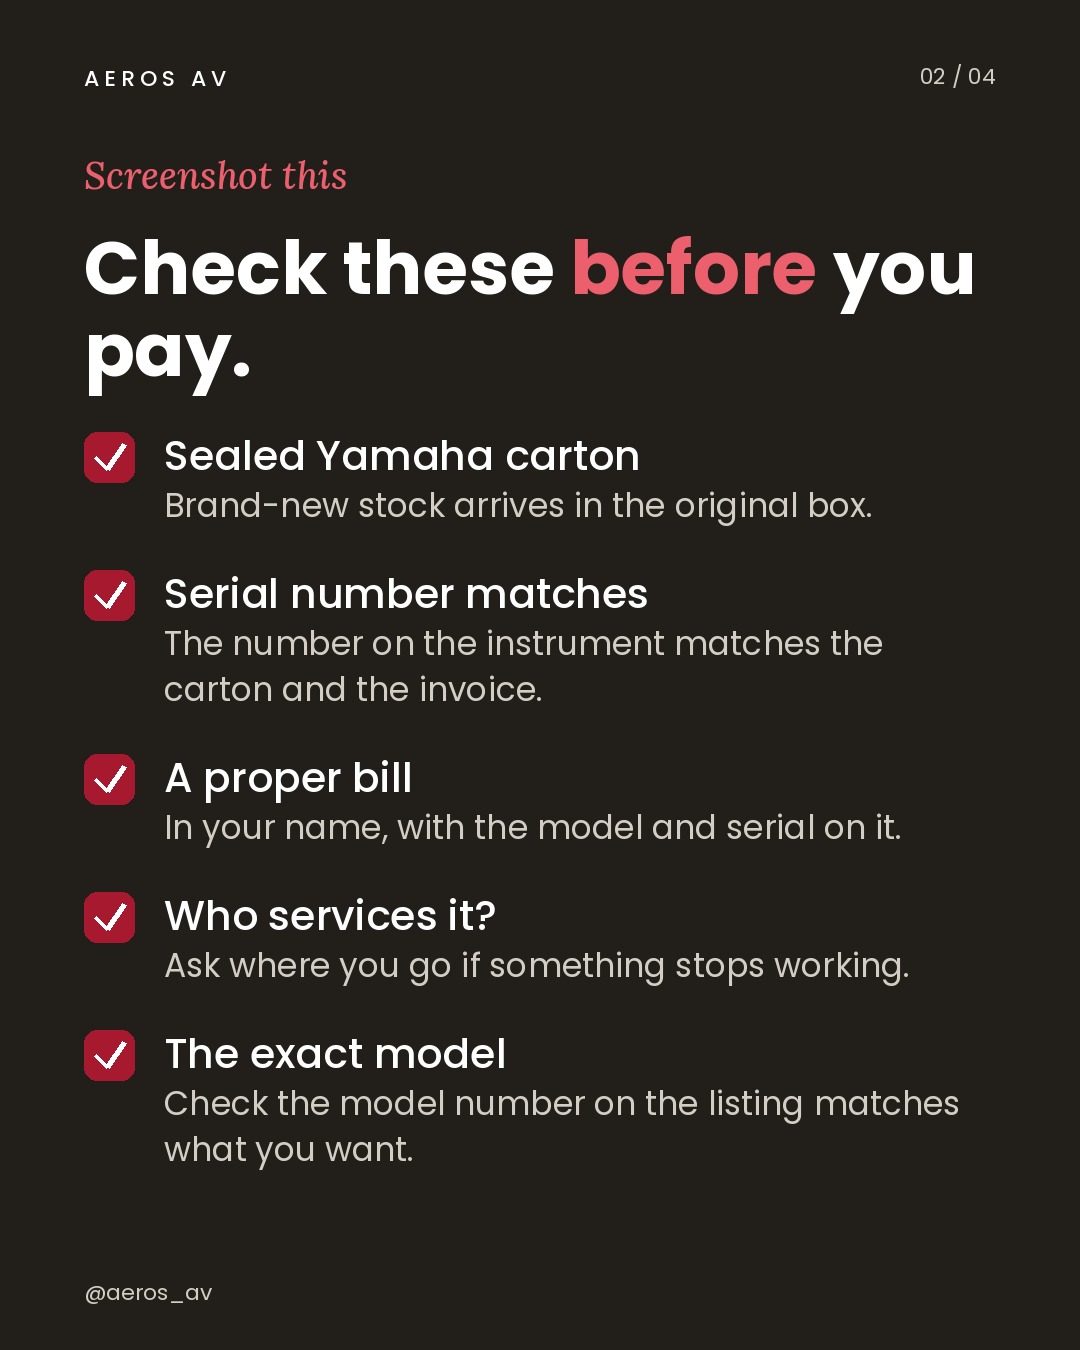 AEROS AV
02 / 04
Screenshot this
Check these before you
pay.
Sealed Yamaha carton
Brand-new stock arrives in the original box.
Serial number matches
The number on the instrument matches the
carton and the invoice.
A proper bill
In your name, with the model and serial on it.
Who services it?
Ask where you go if something stops working.
The exact model
Check the model number on the listing matches
what you want.
@aeros_av